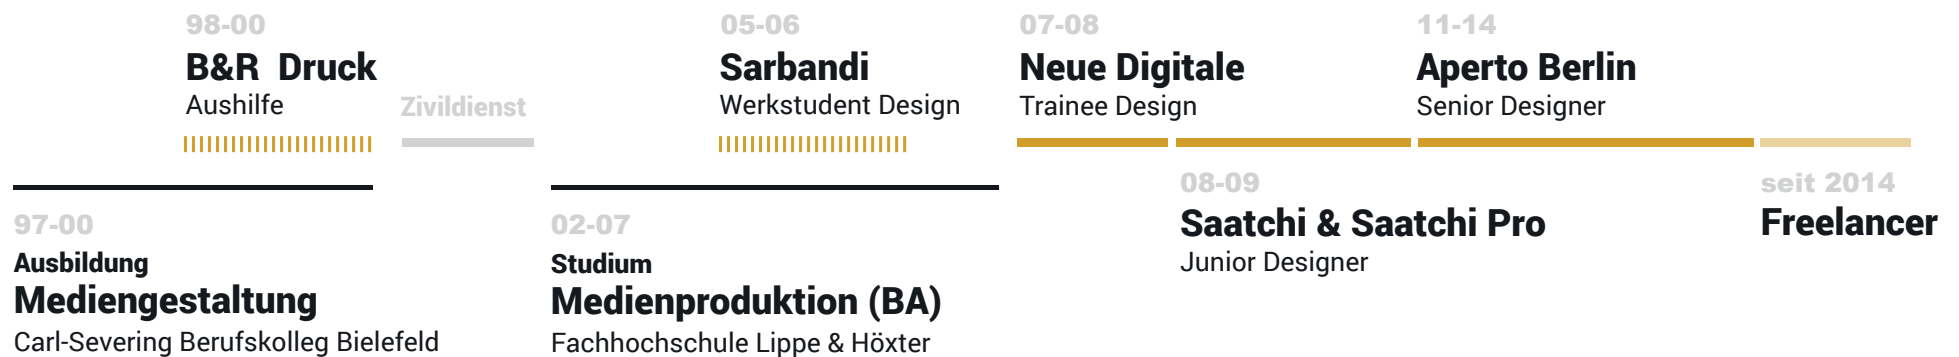 98-00
B&R Druck
Aushilfe
Zivildienst
05-06
Sarbandi
Werkstudent Design
07-08
Neue Digitale
Trainee Design
11-14
Aperto Berlin
Senior Designer
97-00
Ausbildung
Mediengestaltung
Carl-Severing Berufskolleg Bielefeld
02-07
Studium
Medienproduktion (BA)
Fachhochschule Lippe & Höxter
08-09
Saatchi & Saatchi Pro
Junior Designer
seit 2014
Freelancer